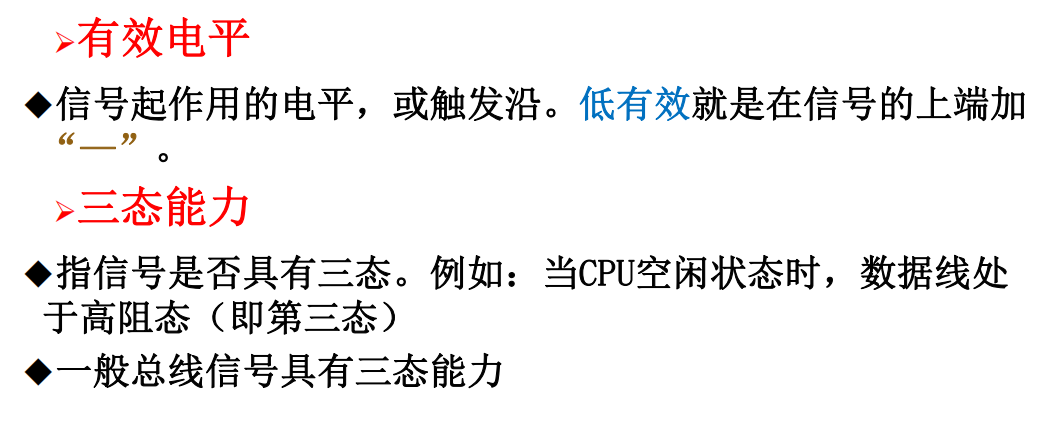 ➢有效电平
◆信号起作用的电平，或触发沿。低有效就是在信号的上端加
“—”。
➢三态能力
◆指信号是否具有三态。例如：当CPU空闲状态时，数据线处
于高阻态（即第三态）
◆一般总线信号具有三态能力